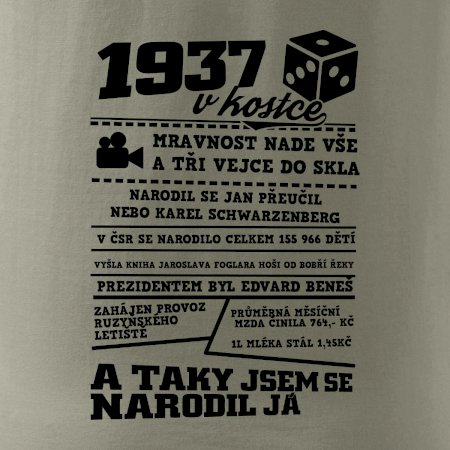 1937
v kostce
MRAVNOST NADE VŠE
A TŘI VEJCE DO SKLA
NARODIL SE JAN PŘEUČIL
NEBO KAREL SCHWARZENBERG
V ČSR SE NARODILO CELKEM 155 966 DĚTÍ
VYŠLA KNIHA JAROSLAVA FOGLARA HOŠI OD BOBŘÍ ŘEKY
PREZIDENTEM BYL EDVARD BENEŠ
ZAHÁJEN PROVOZ
RUZYNSKÉHO
LETIŠTĚ
PRŮMĚRNÁ MĚSÍČNÍ
MZDA ČINILA 764,- KČ
1L MLÉKA STÁL 1,45KČ
A TAKY JSEM SE
NARODIL JÁ